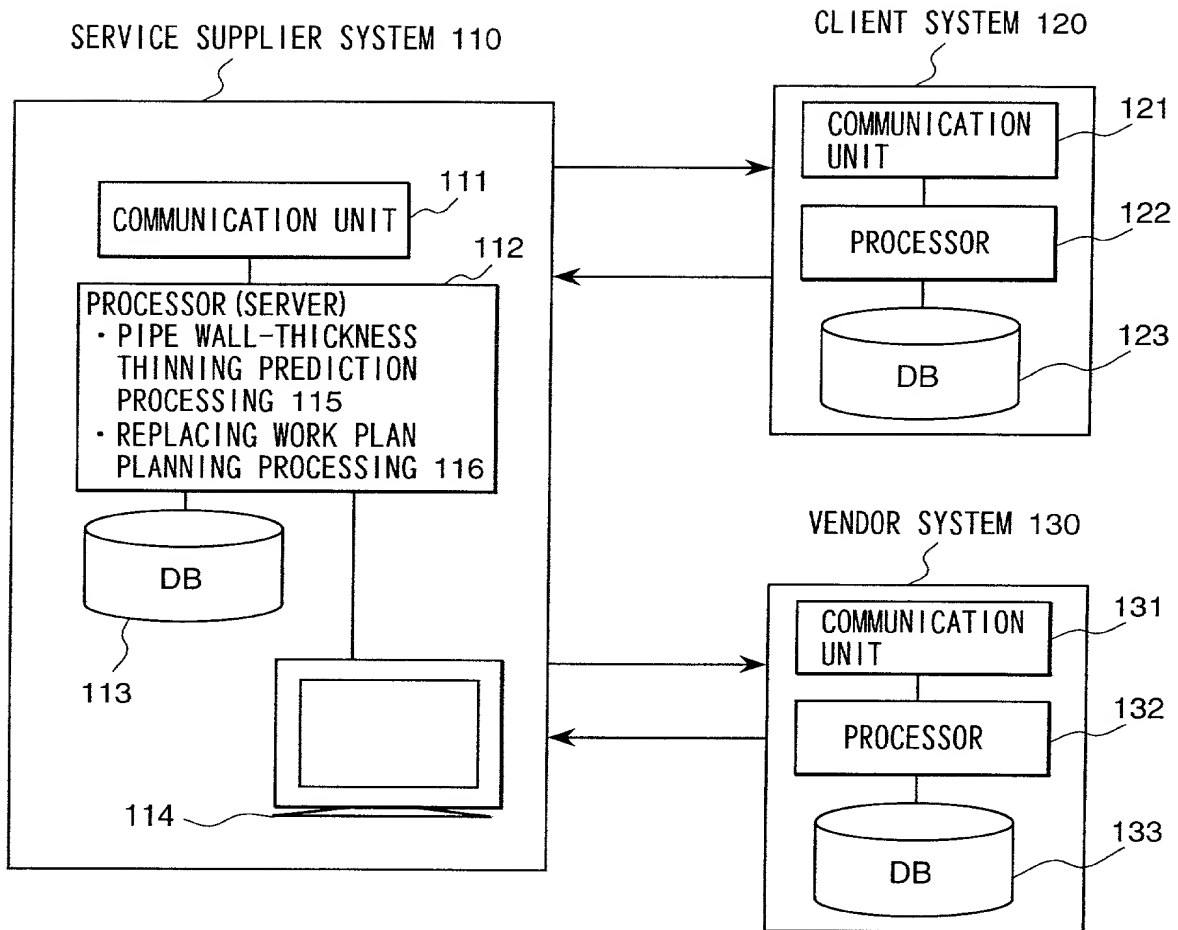 SERVICE SUPPLIER SYSTEM 110
111
COMMUNICATION UNIT
112
PROCESSOR (SERVER)
・PIPE WALL-THICKNESS
THINNING PREDICTION
PROCESSING 115
・REPLACING WORK PLAN
PLANNING PROCESSING 116
DB
113
114
CLIENT SYSTEM 120
COMMUNICATION
UNIT
121
PROCESSOR
122
DB
123
VENDOR SYSTEM 130
COMMUNICATION
UNIT
131
PROCESSOR
132
DB
133